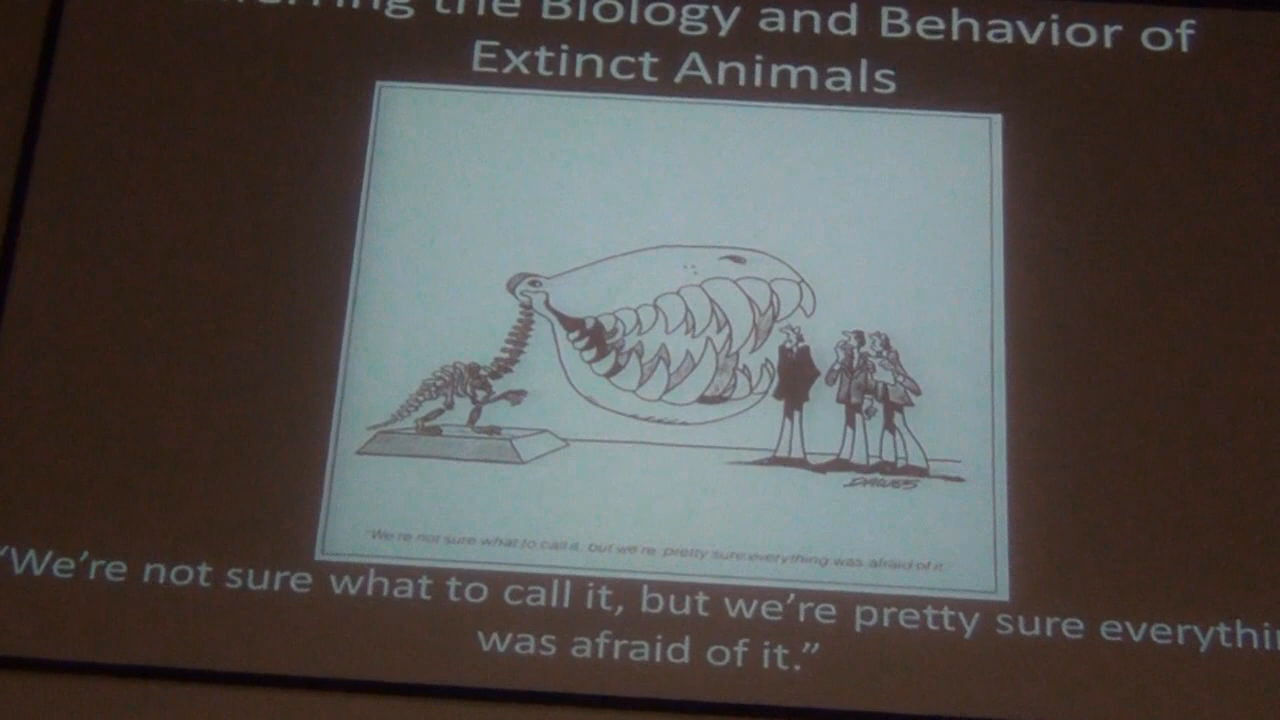 the Biology and Behavior of
Extinct Animals
DAWES
"We're not sure what to call it, but we're pretty sure everything was afraid of it."
"We're not sure what to call it, but we're pretty sure everythin
was afraid of it."